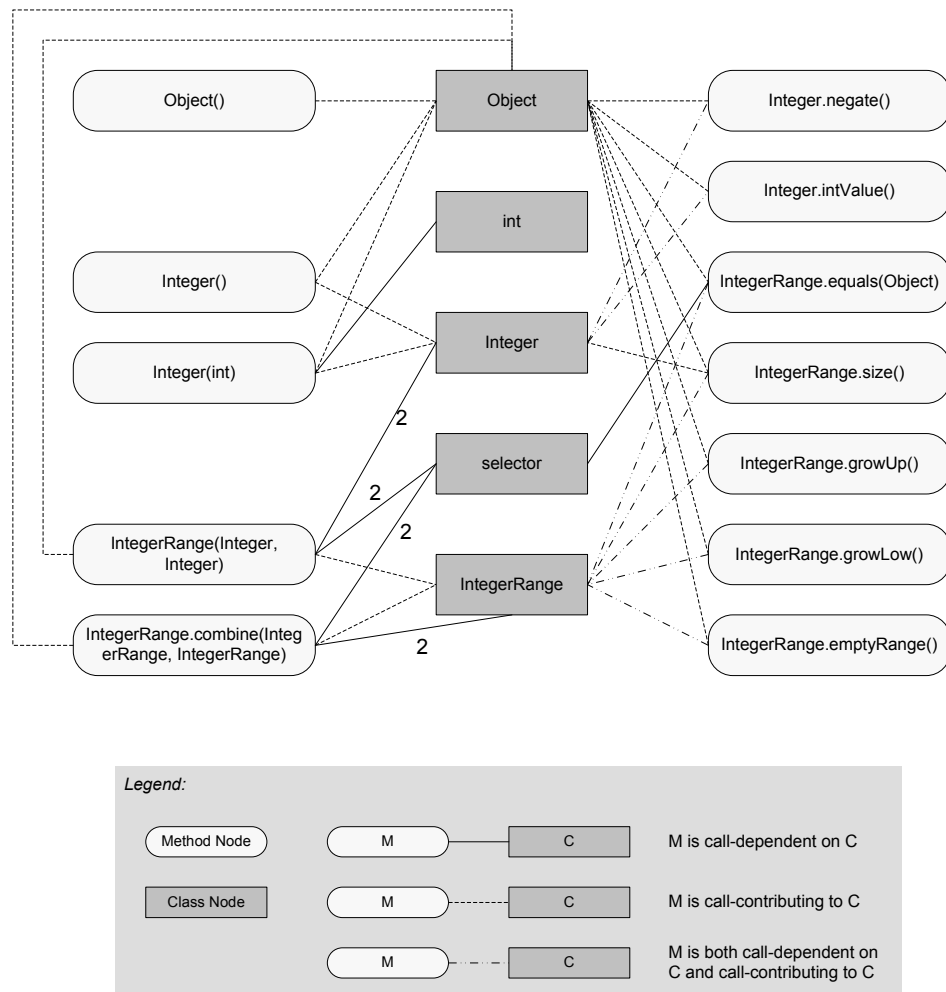 Object()
Object
Integer.negate()
Integer.intValue()
int
Integer()
IntegerRange.equals(Object)
Integer
Integer(int)
IntegerRange.size()
2
selector
IntegerRange.growUp()
2
2
IntegerRange(Integer,
Integer)
IntegerRange
IntegerRange.growLow()
IntegerRange.combine(Integ
erRange, IntegerRange)
2
IntegerRange.emptyRange()
Legend:
Method Node
M
C
M is call-dependent on C
Class Node
M
C
M is call-contributing to C
M
C
M is both call-dependent on
C and call-contributing to C